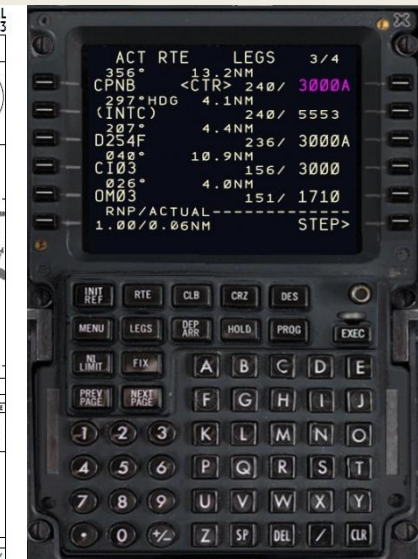 L
3
ACT RTE LEGS 3/4
356° 13.2NM
CPNB <CTR> 240/ 3000A
297°HDG 4.1NM
(INTC) 240/ 5553
207° 4.4NM
D254F 236/ 3000A
040° 10.9NM
CI03 156/ 3000
026° 4.0NM
OM03 151/ 1710
RNP/ACTUAL----------------
1.00/0.06NM STEP>
INIT REF RTE CLB CRZ DES
MENU LEGS DEP ARR HOLD PROG EXEC
N1 LIMIT FIX A B C D E
PREV PAGE NEXT PAGE F G H I J
1 2 3 K L M N O
4 5 6 P Q R S T
7 8 9 U V W X Y
. 0 +/- Z SP DEL / CLR